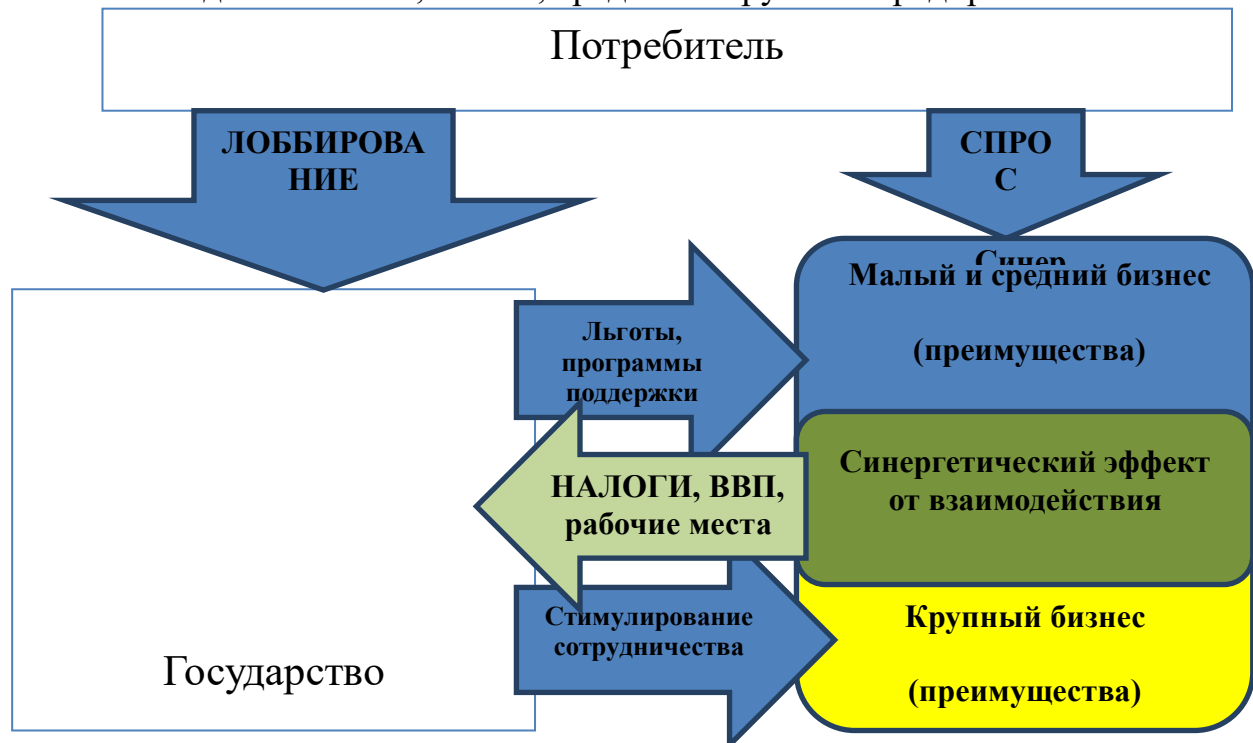 Потребитель
ЛОББИРОВА
НИЕ
СПРО
С
Синер
Малый и средний бизнес
(преимущества)
Льготы,
программы
поддержки
Синергетический эффект
от взаимодействия
НАЛОГИ, ВВП,
рабочие места
Стимулирование
сотрудничества
Крупный бизнес
(преимущества)
Государство